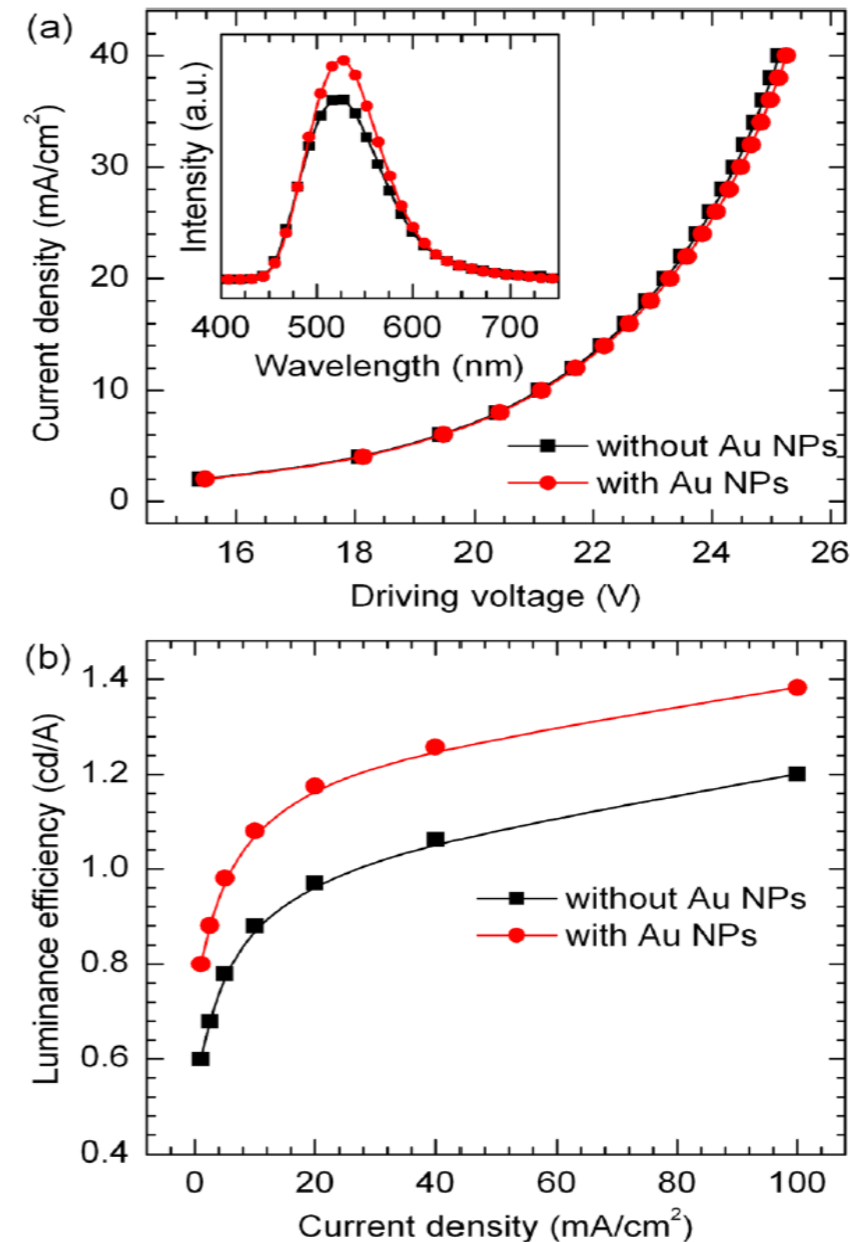 (a)
40
30
20
10
0
Current density (mA/cm²)
Intensity (a.u.)
400 500 600 700
Wavelength (nm)
without Au NPs
with Au NPs
16 18 20 22 24 26
Driving voltage (V)
(b)
1.4
1.2
1.0
0.8
0.6
0.4
Luminance efficiency (cd/A)
without Au NPs
with Au NPs
0 20 40 60 80 100
Current density (mA/cm²)